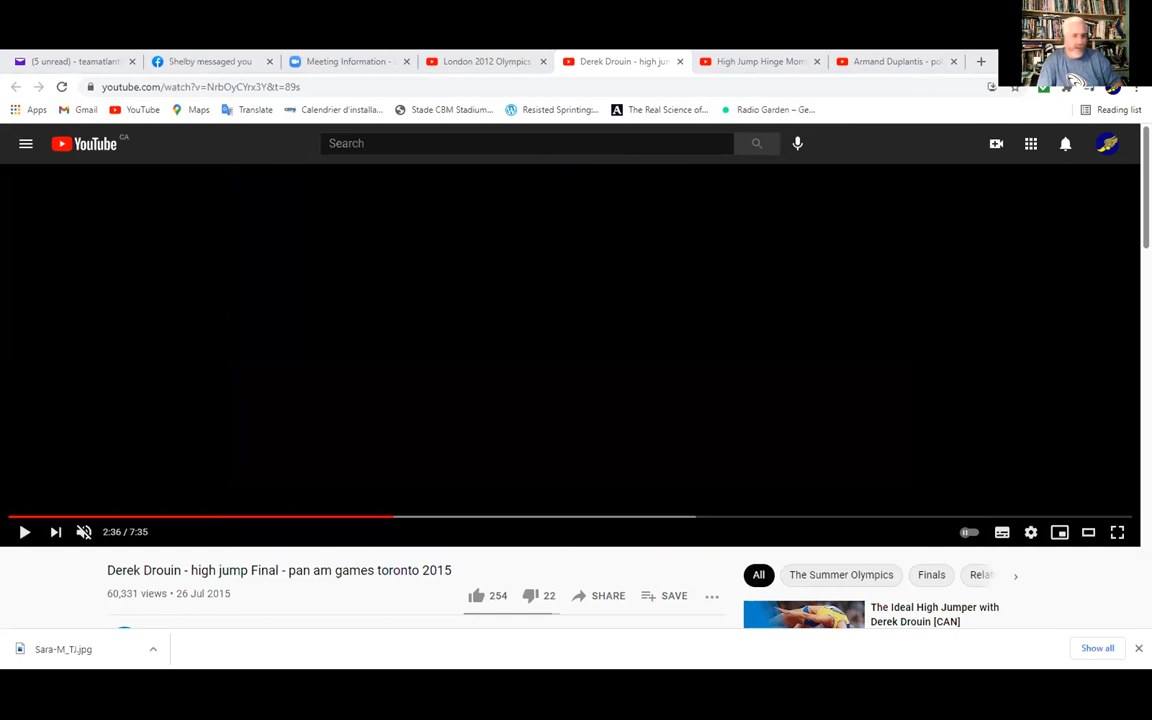 (5 unread) - teamatlant
Shelby messaged you
Meeting Information -
London 2012 Olympics
Derek Drouin - high jum
High Jump Hinge Mom
Armand Duplantis - pol
youtube.com/watch?v=NrbOyCYrx3Y&t=89s
Apps
Gmail
YouTube
Maps
Translate
Calendrier d'installa...
Stade CBM Stadium...
Resisted Sprinting:...
The Real Science of...
Radio Garden – Ge...
Reading list
YouTube CA
Search
2:36 / 7:35
Derek Drouin - high jump Final - pan am games toronto 2015
60,331 views • 26 Jul 2015
254
22
SHARE
SAVE
All
The Summer Olympics
Finals
Relat
The Ideal High Jumper with
Derek Drouin [CAN]
Sara-M_TJ.jpg
Show all